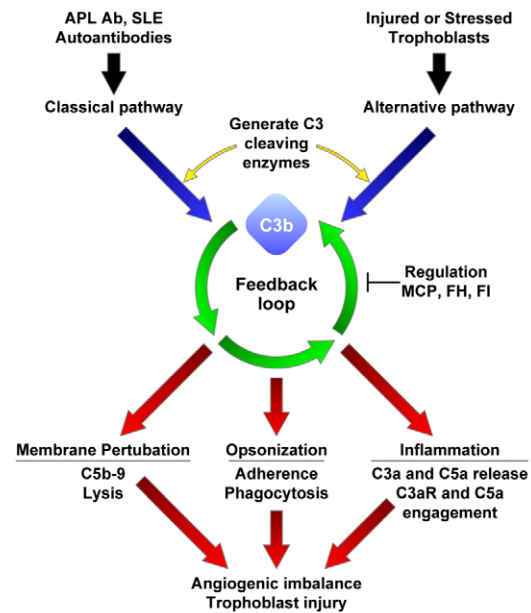 APL Ab, SLE
Autoantibodies
Injured or Stressed
Trophoblasts
Classical pathway
Alternative pathway
Generate C3
cleaving
enzymes
C3b
Feedback
loop
Regulation
MCP, FH, FI
Membrane Pertubation
C5b-9
Lysis
Opsonization
Adherence
Phagocytosis
Inflammation
C3a and C5a release
C3aR and C5a
engagement
Angiogenic imbalance
Trophoblast injury